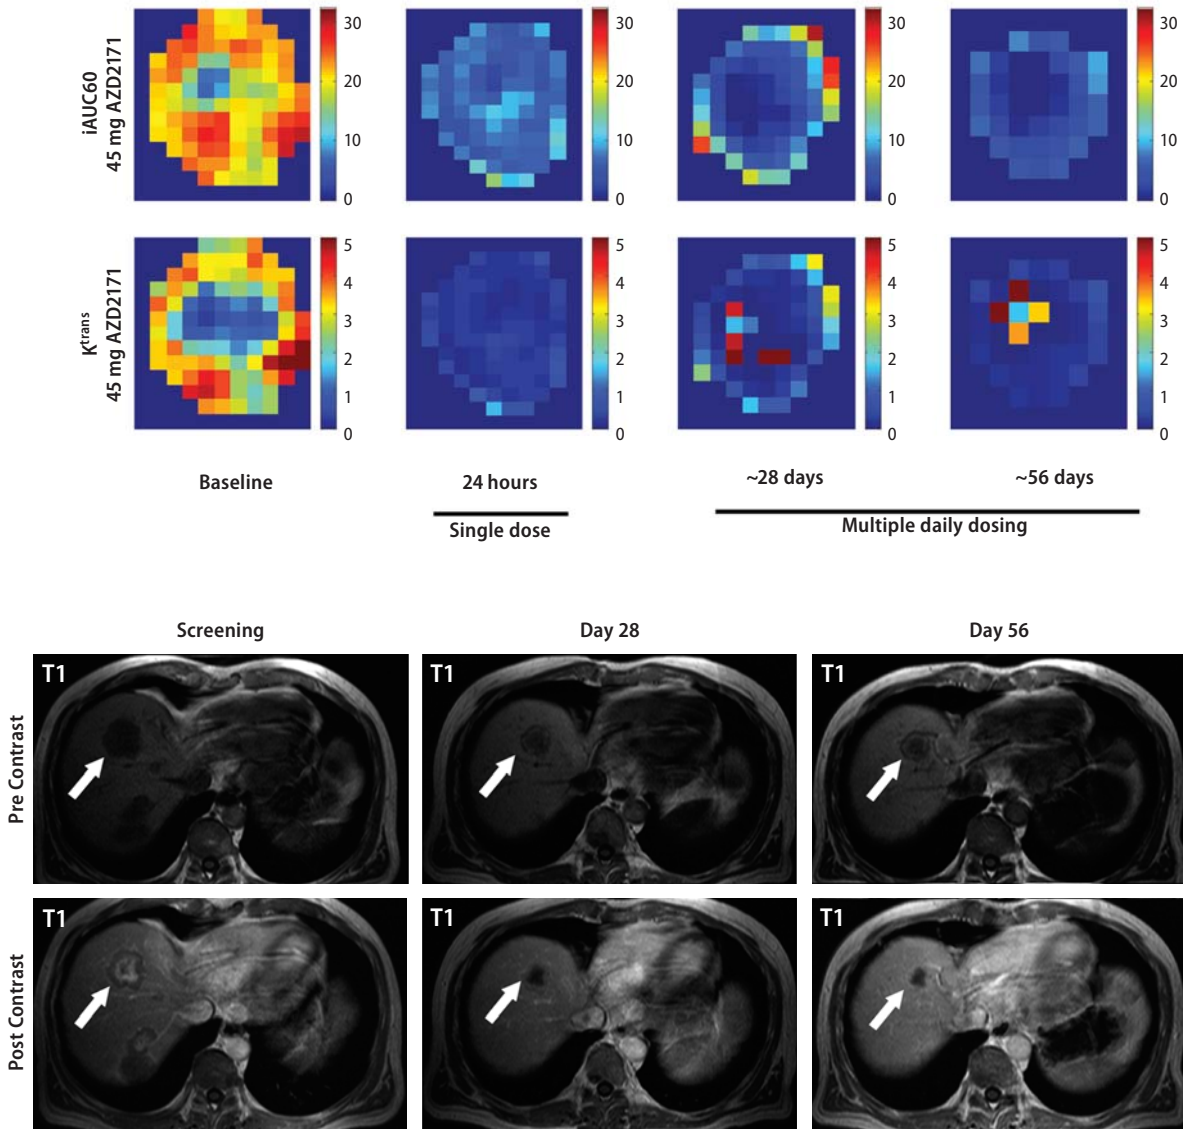 iAUC60
45 mg AZD2171
30
20
10
0
30
20
10
0
30
20
10
0
30
20
10
0
Ktrans
45 mg AZD2171
5
4
3
2
1
0
5
4
3
2
1
0
5
4
3
2
1
0
5
4
3
2
1
0
Baseline
24 hours
~28 days
~56 days
Single dose
Multiple daily dosing
Screening
Day 28
Day 56
Pre Contrast
T1
T1
T1
Post Contrast
T1
T1
T1